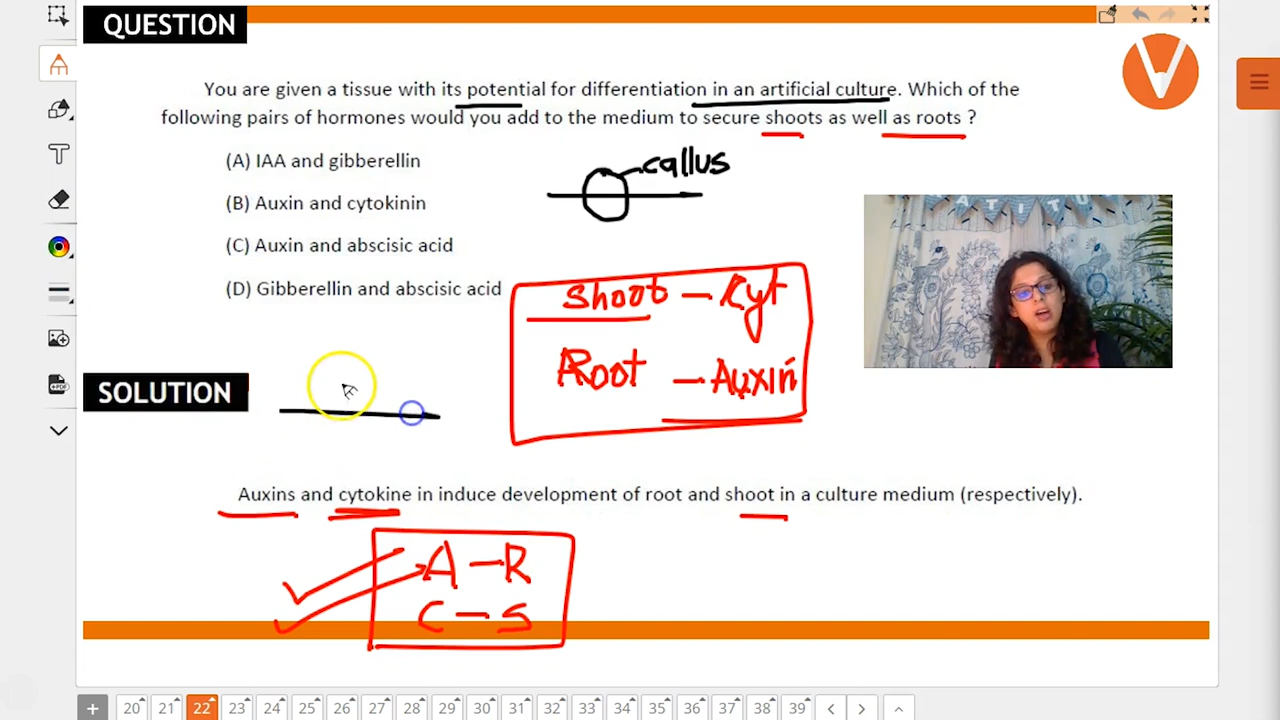 QUESTION
You are given a tissue with its potential for differentiation in an artificial culture. Which of the
following pairs of hormones would you add to the medium to secure shoots as well as roots ?
(A) IAA and gibberellin
callus
(B) Auxin and cytokinin
(C) Auxin and abscisic acid
(D) Gibberellin and abscisic acid
Shoot – Cyt
Root – Auxin
SOLUTION
Auxins and cytokine in induce development of root and shoot in a culture medium (respectively).
A – R
C – S
20 21 22 23 24 25 26 27 28 29 30 31 32 33 34 35 36 37 38 39